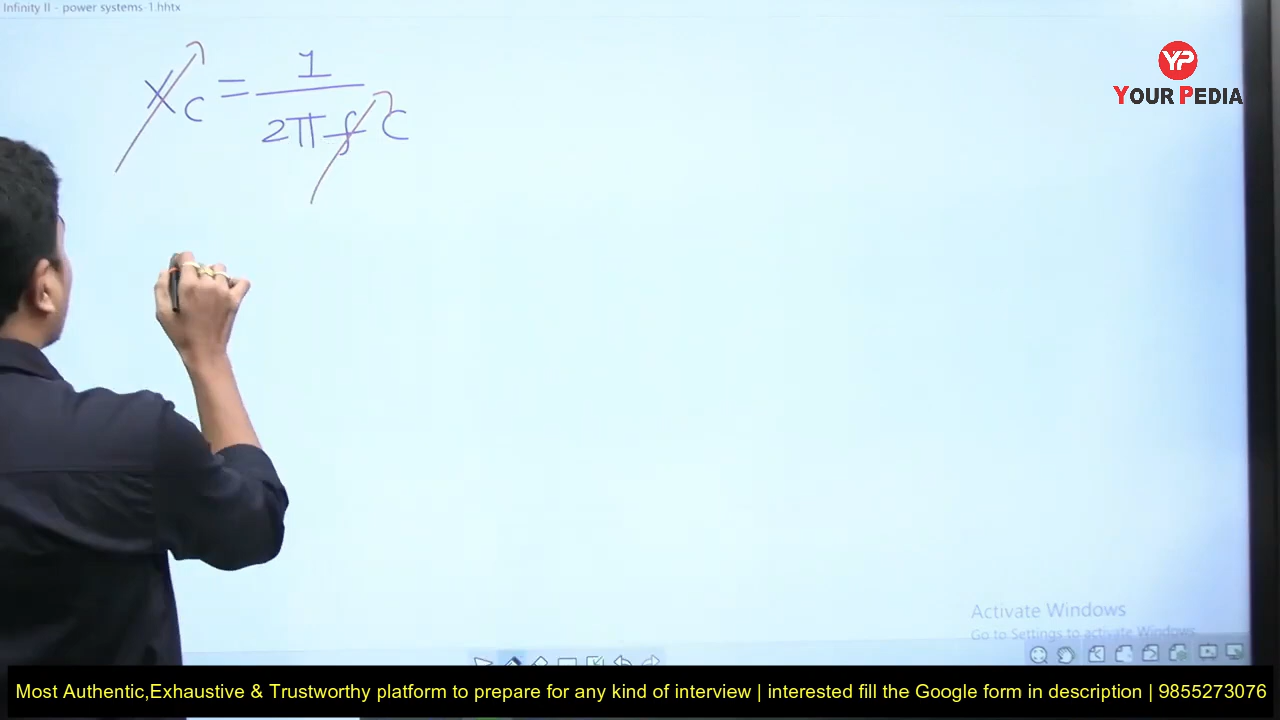 Infinity II - power systems-1.hhtx
X_C = 1 / 2πfC
YP
YOUR PEDIA
Activate Windows
Go to Settings to activate Windows.
Most Authentic,Exhaustive & Trustworthy platform to prepare for any kind of interview | interested fill the Google form in description | 9855273076